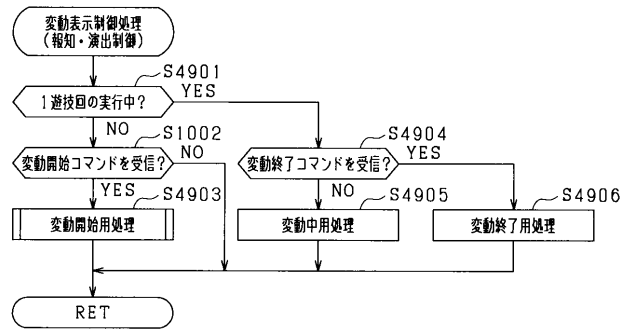 変動表示制御処理
(報知・演出制御)
S4901
1遊技回の実行中?
YES
NO
S1002
変動開始コマンドを受信?
NO
YES
S4904
変動終了コマンドを受信?
YES
NO
S4903
変動開始用処理
S4905
変動中用処理
S4906
変動終了用処理
RET